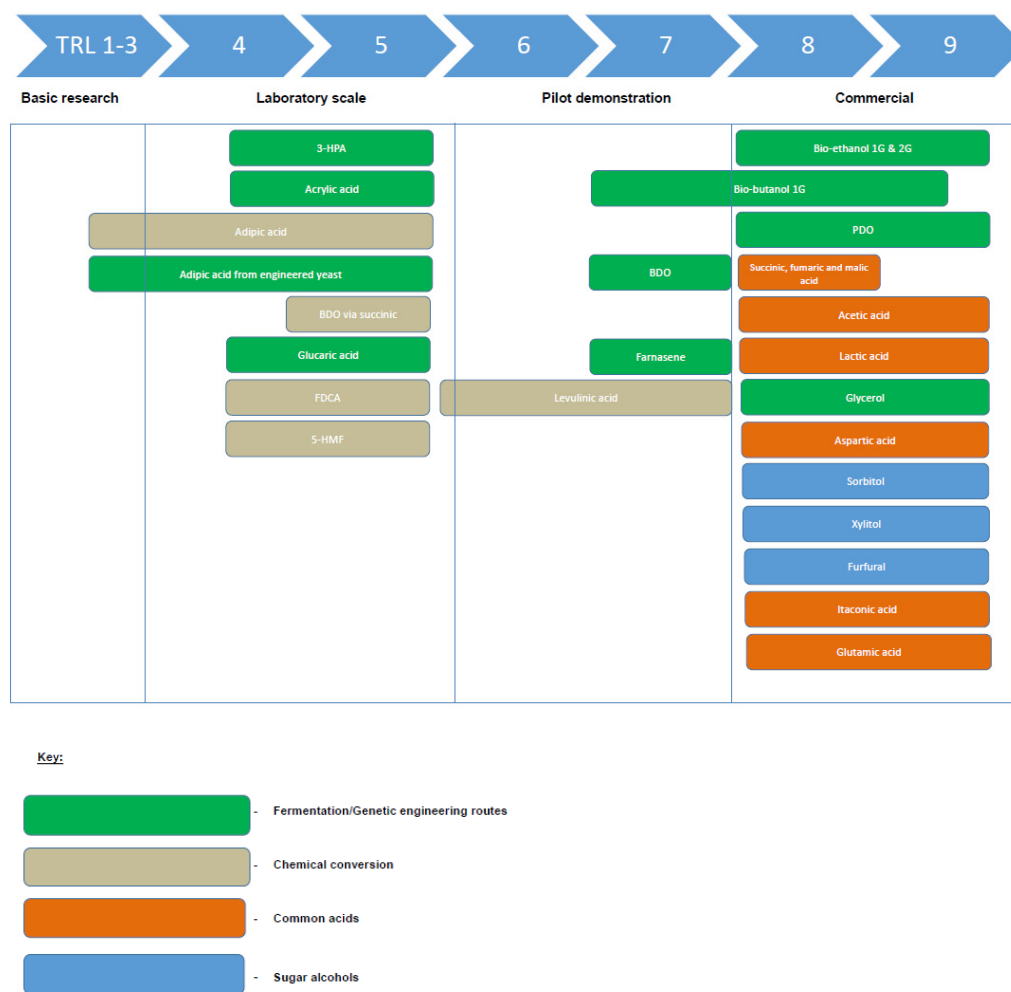 TRL 1-3 4 5 6 7 8 9
Basic research Laboratory scale Pilot demonstration Commercial
3-HPA Bio-ethanol 1G & 2G
Acrylic acid Bio-butanol 1G
Adipic acid PDO
Adipic acid from engineered yeast BDO Succinic, fumaric and malic
acid
BDO via succinic Acetic acid
Glucaric acid Farnasene Lactic acid
FDCA Levulinic acid Glycerol
5-HMF Aspartic acid
Sorbitol
Xylitol
Furfural
Itaconic acid
Glutamic acid
Key:
- Fermentation/Genetic engineering routes
- Chemical conversion
- Common acids
- Sugar alcohols